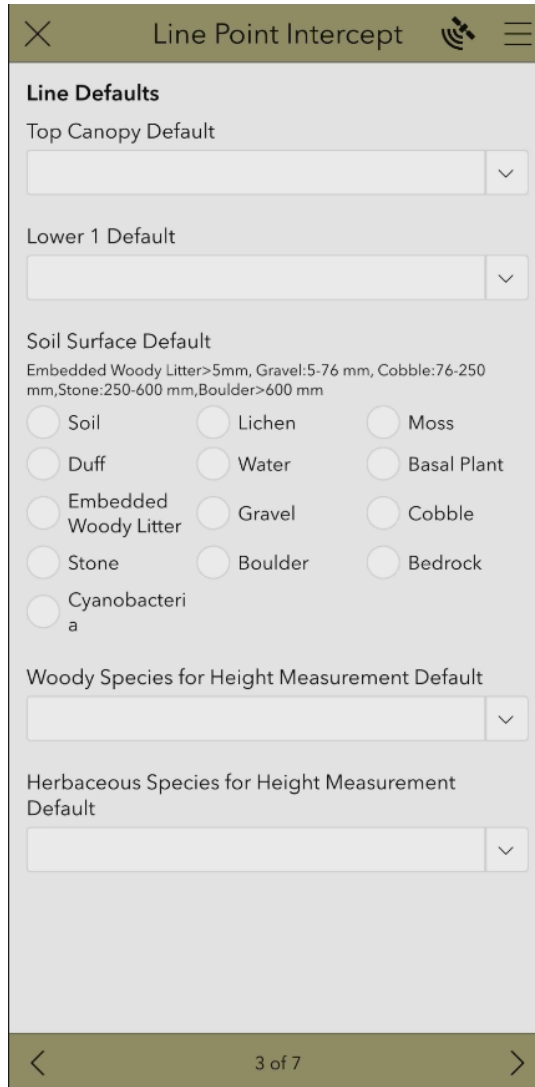 Line Point Intercept
Line Defaults
Top Canopy Default
Lower 1 Default
Soil Surface Default
Embedded Woody Litter>5mm, Gravel:5-76 mm, Cobble:76-250
mm,Stone:250-600 mm,Boulder>600 mm
Soil Lichen Moss
Duff Water Basal Plant
Embedded
Woody Litter Gravel Cobble
Stone Boulder Bedrock
Cyanobacteri
a
Woody Species for Height Measurement Default
Herbaceous Species for Height Measurement
Default
3 of 7